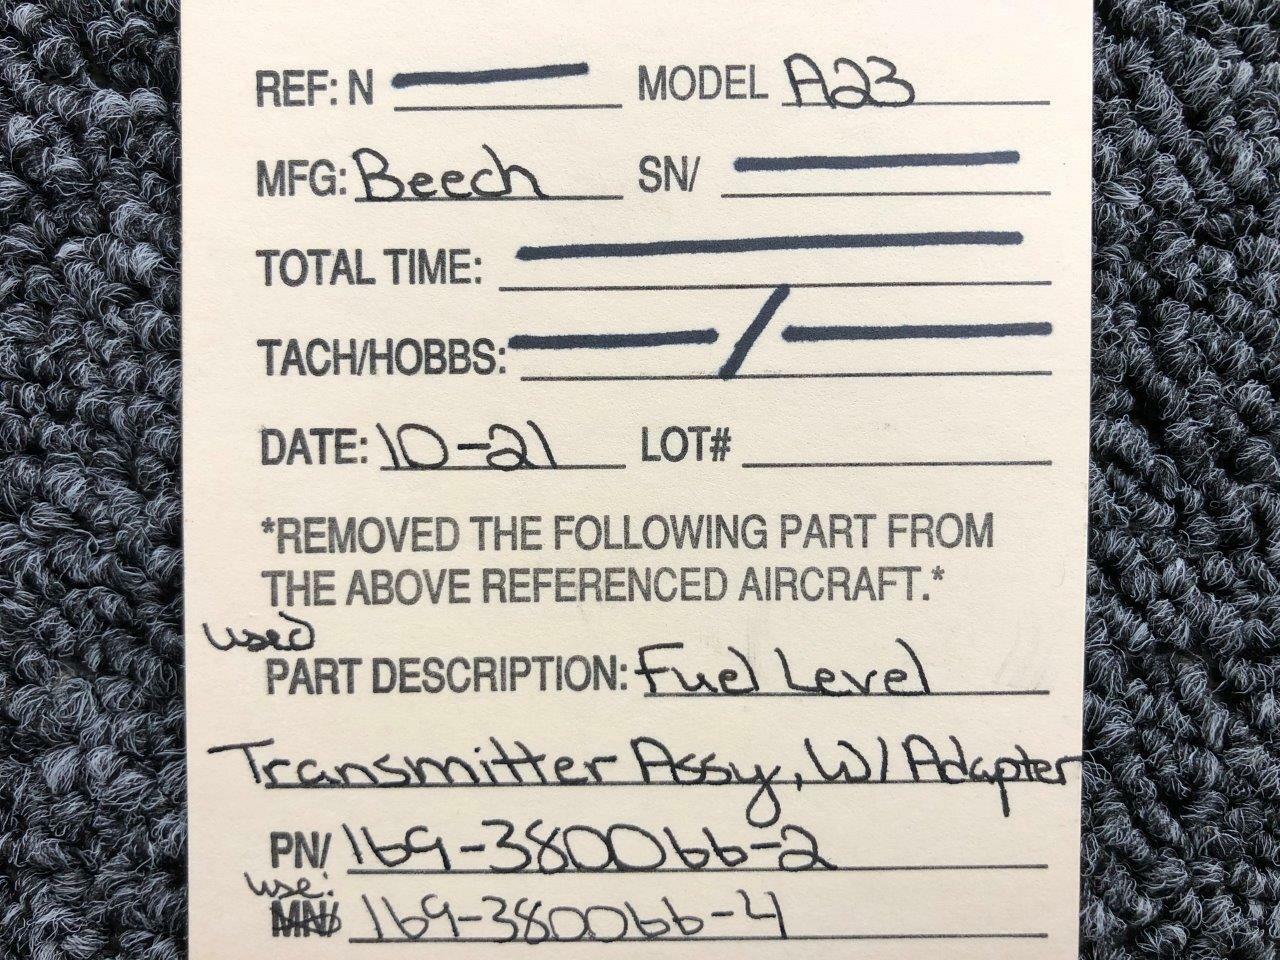 REF: N MODEL A23
MFG: Beech SN/
TOTAL TIME:
TACH/HOBBS: /
DATE: 10-21 LOT#
*REMOVED THE FOLLOWING PART FROM
THE ABOVE REFERENCED AIRCRAFT.*
used
PART DESCRIPTION: Fuel Level
Transmitter Assy, W/ Adapter
PN/ 169-380066-2
use:
MN/ 169-380066-4